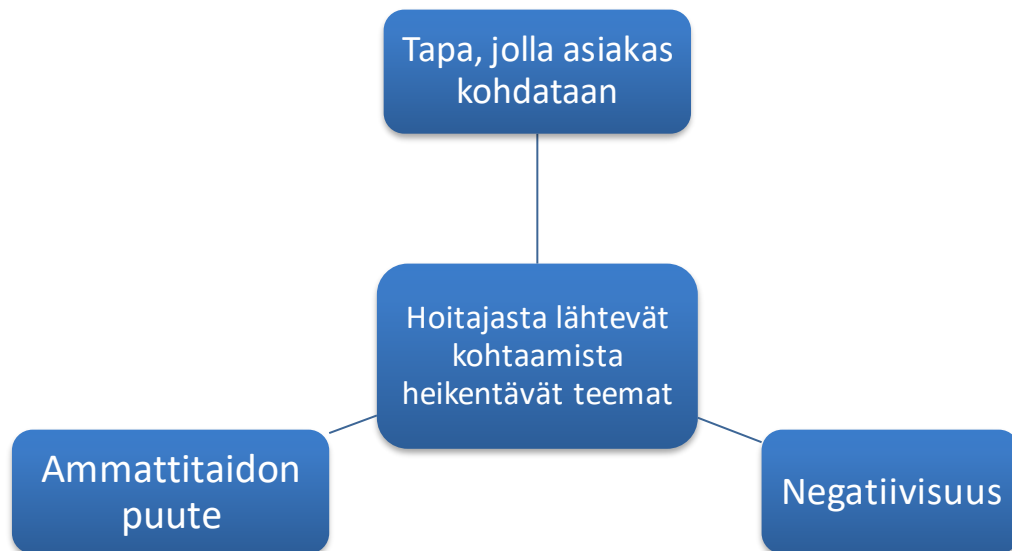 Tapa, jolla asiakas
kohdataan
Hoitajasta lähtevät
kohtaamista
heikentävät teemat
Ammattitaidon
puute
Negatiivisuus